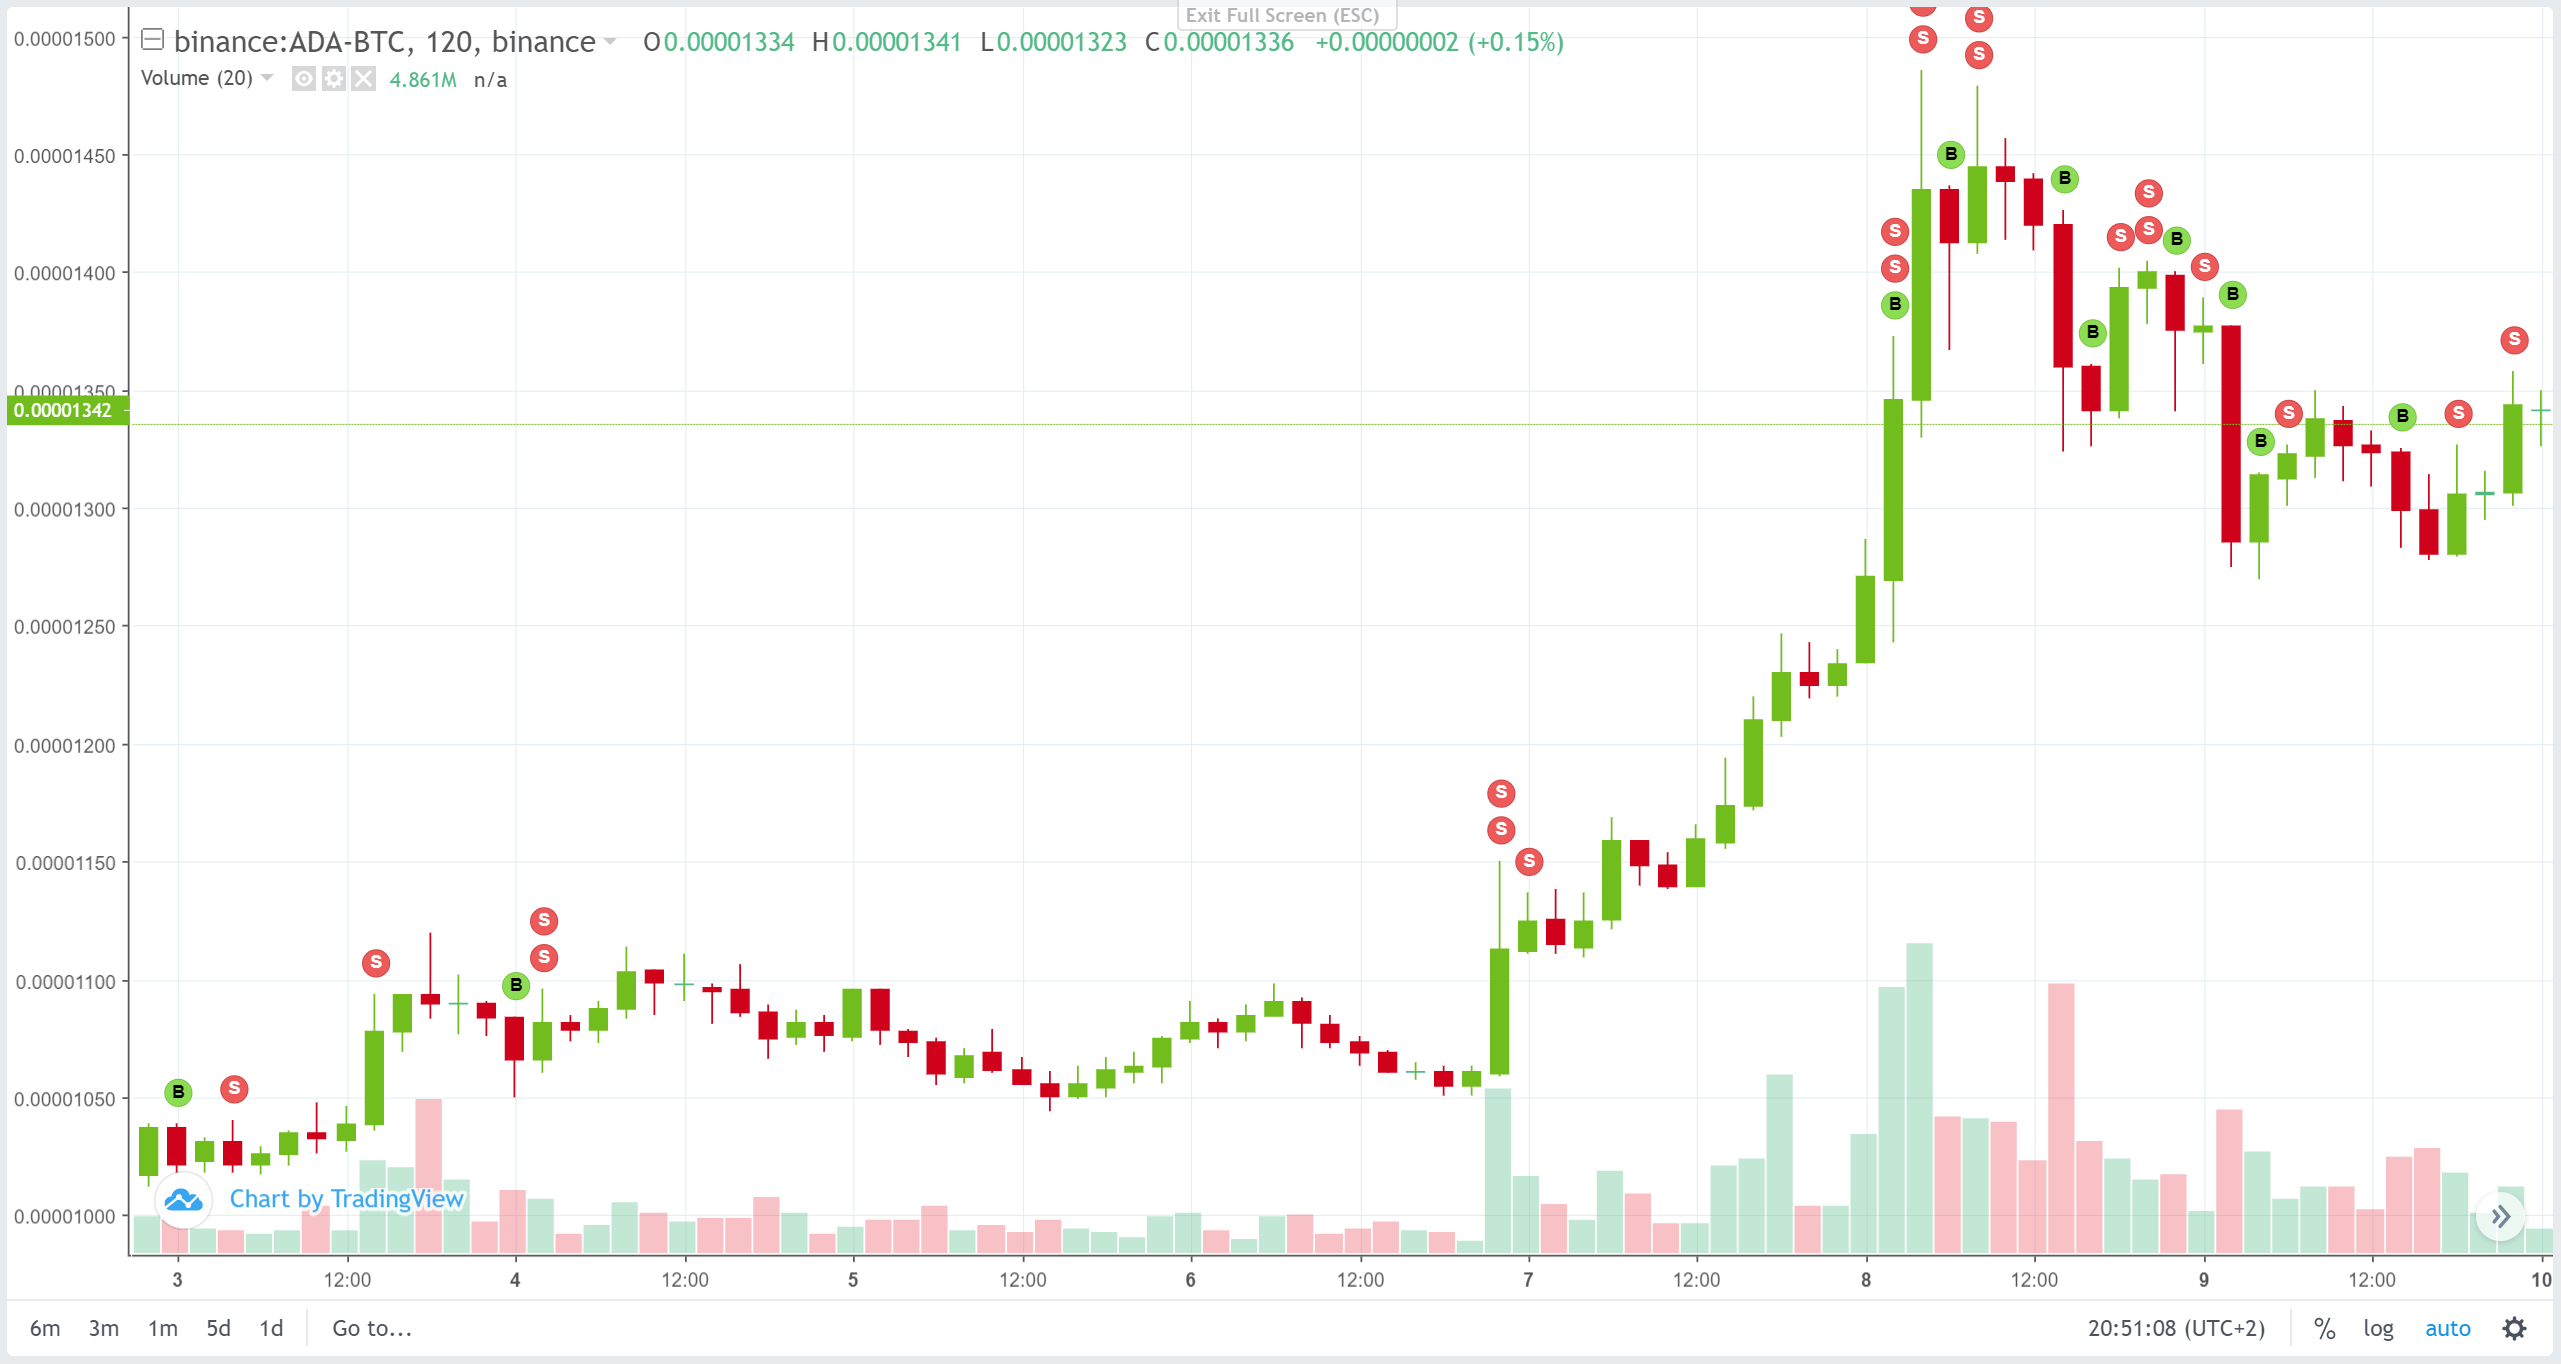 Exit Full Screen (ESC)
binance:ADA-BTC, 120, binance O0.00001334 H0.00001341 L0.00001323 C0.00001336 +0.00000002 (+0.15%)
Volume (20) 4.861M n/a
0.00001500
0.00001450
0.00001400
0.00001350
0.00001342
0.00001300
0.00001250
0.00001200
0.00001150
0.00001100
0.00001050
0.00001000
S
S S
B B
S S
S S S B
S S
B B
B
S
S S
B
B
S
S
S
S
S
S
S
B
B S
Chart by TradingView
3 12:00 4 12:00 5 12:00 6 12:00 7 12:00 8 12:00 9 12:00 10
6m 3m 1m 5d 1d Go to... 20:51:08 (UTC+2) % log auto